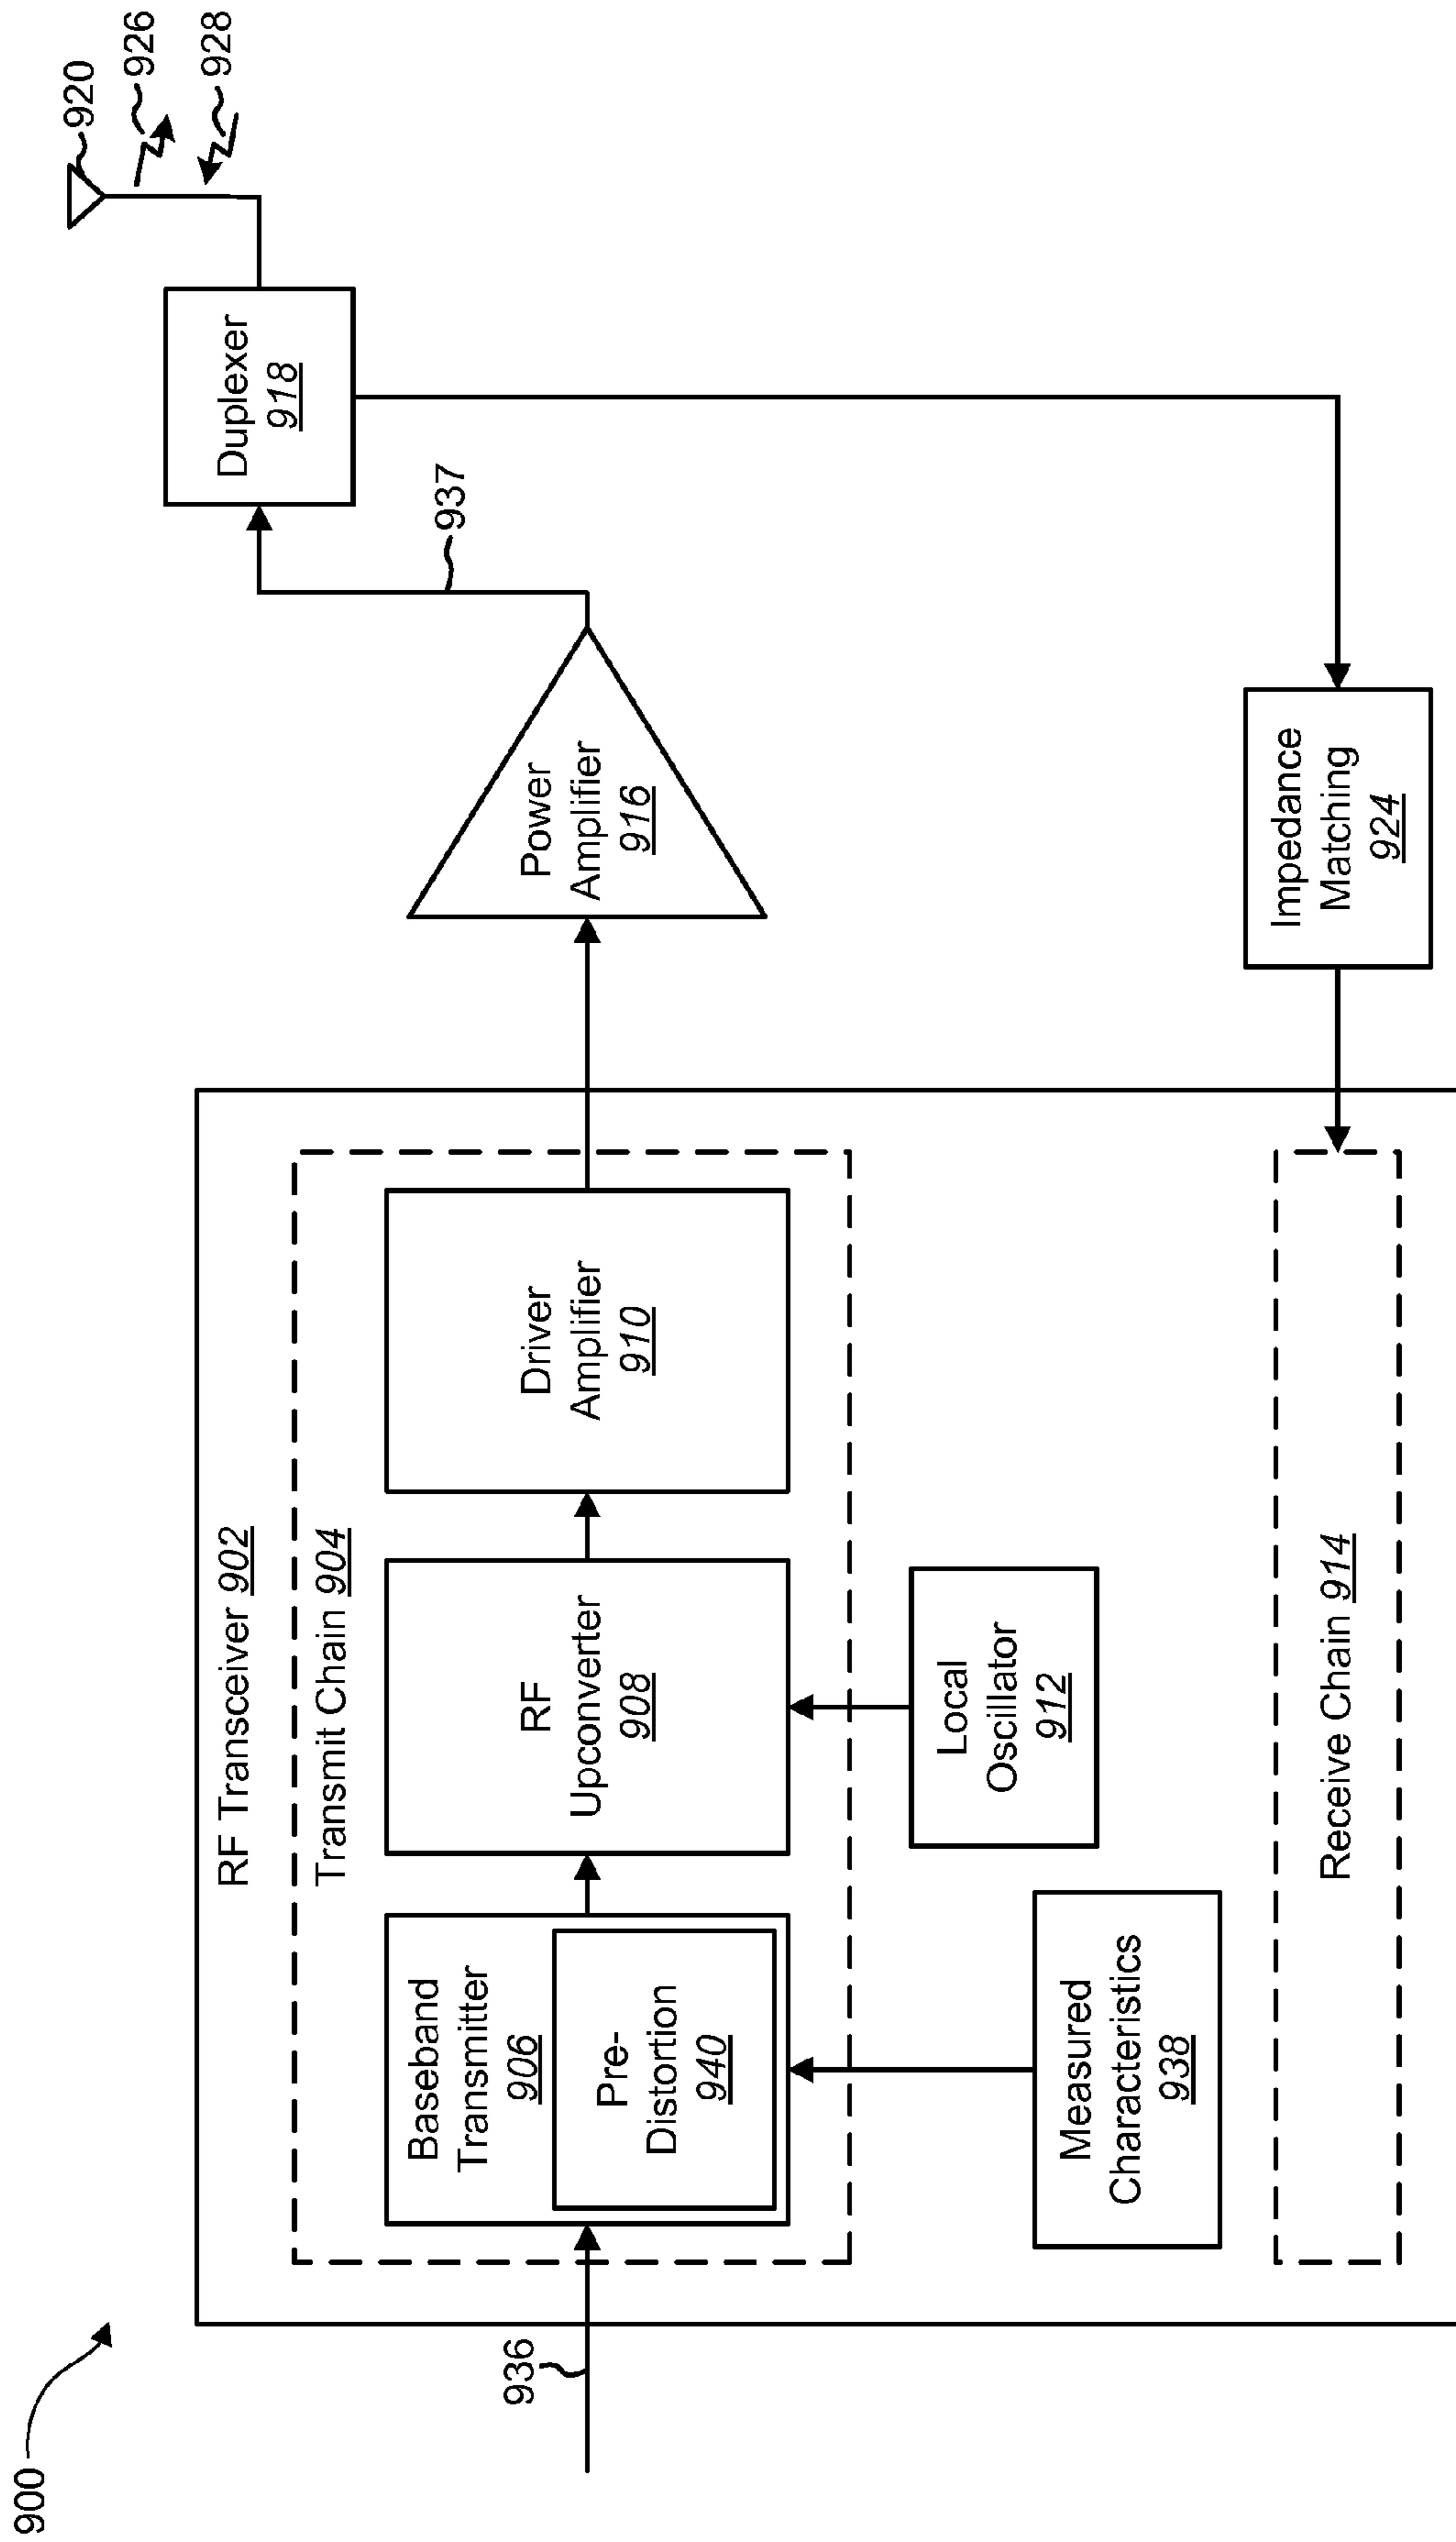 900
RF Transceiver 902
Transmit Chain 904
936
Baseband
Transmitter
906
Pre-
Distortion
940
RF
Upconverter
908
Driver
Amplifier
910
Local
Oscillator
912
Measured
Characteristics
938
Receive Chain 914
Power
Amplifier
916
937
Duplexer
918
920
926
928
Impedance
Matching
924